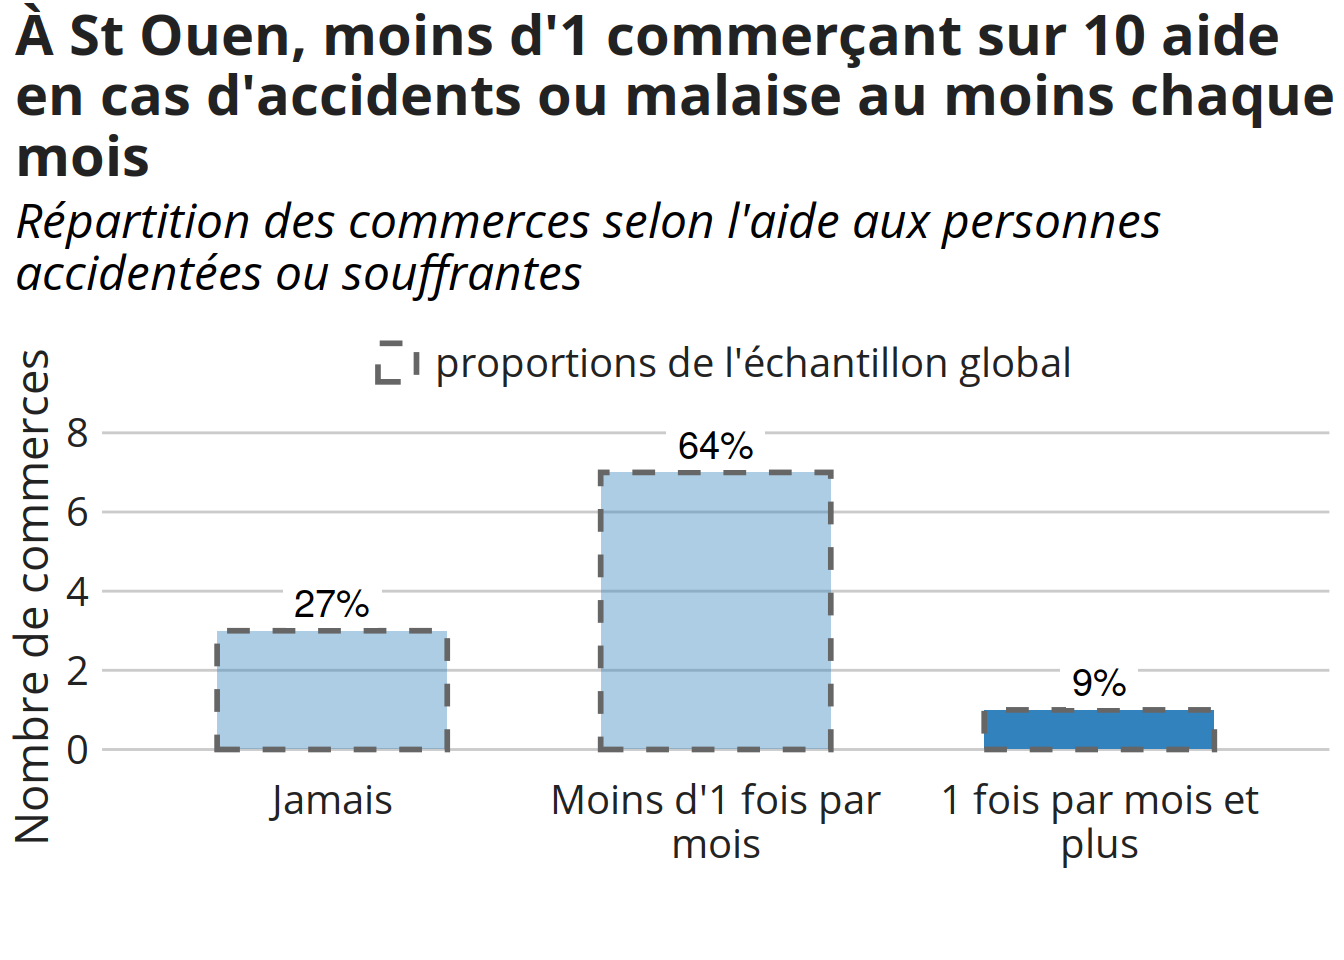 À St Ouen, moins d'1 commerçant sur 10 aide
en cas d'accidents ou malaise au moins chaque
mois
Répartition des commerces selon l'aide aux personnes
accidentées ou souffrantes
proportions de l'échantillon global
Nombre de commerces
8
6
4
2
0
27%
64%
9%
Jamais
Moins d'1 fois par
mois
1 fois par mois et
plus